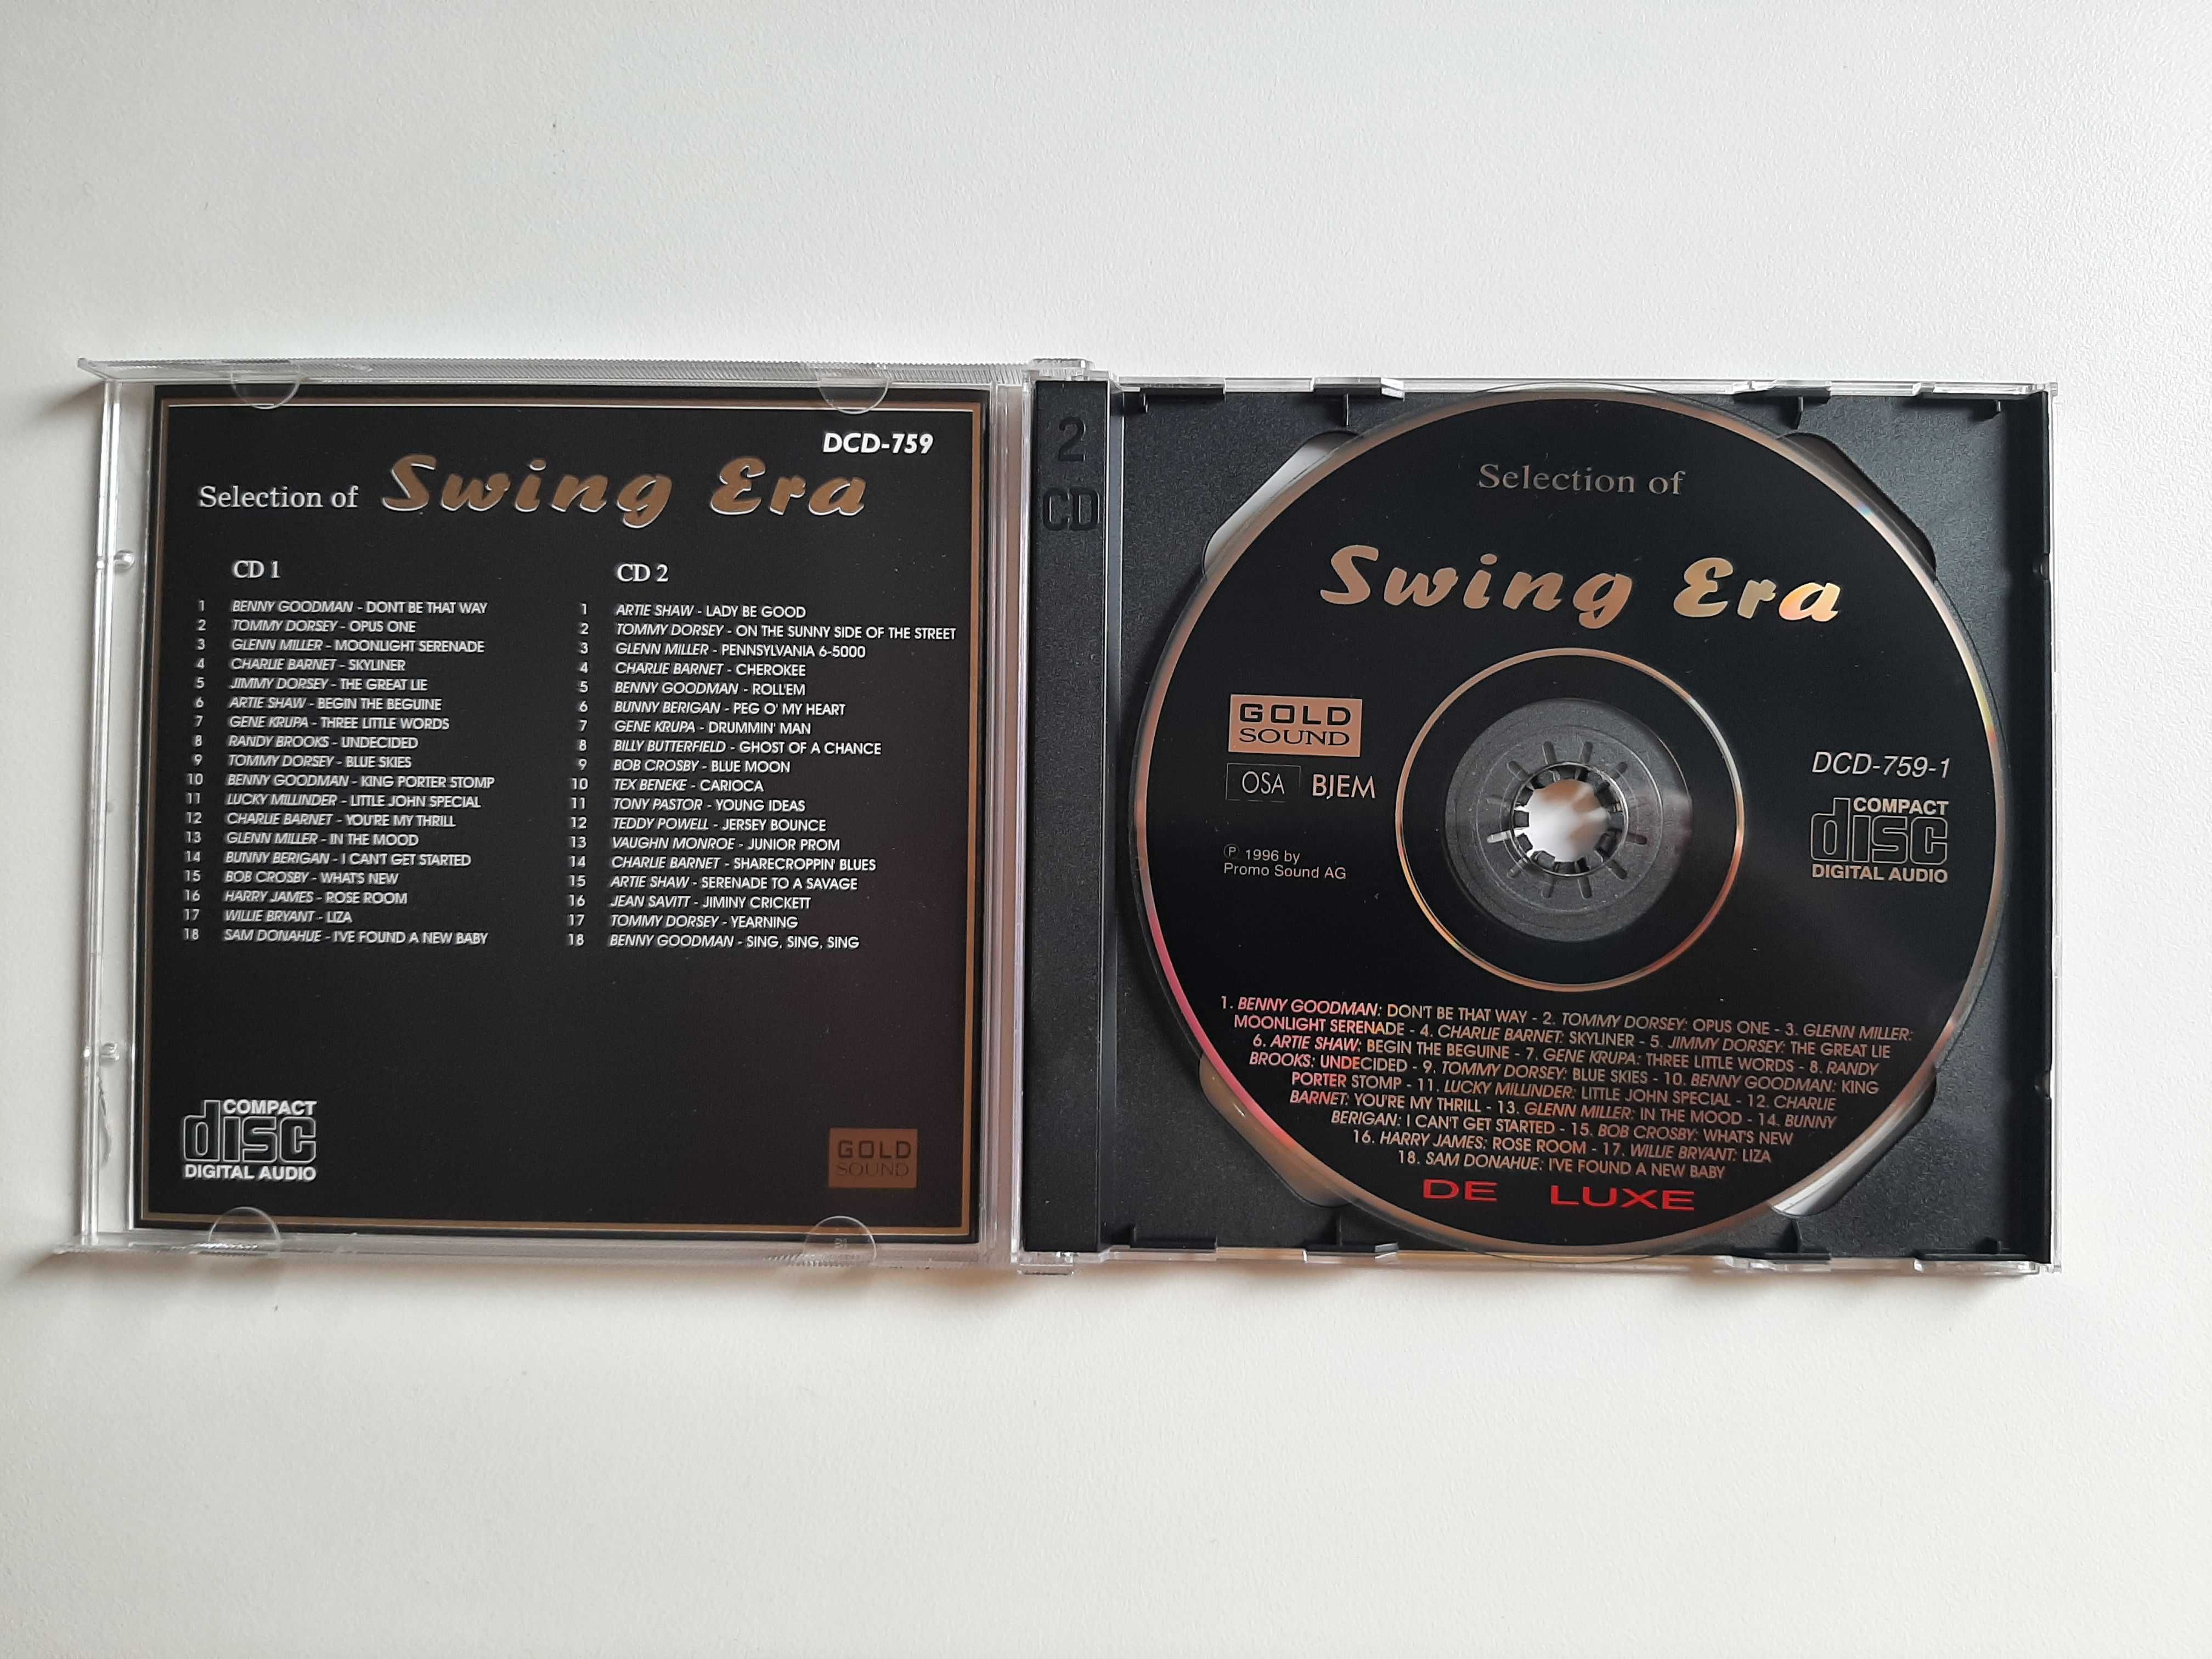 DCD-759
Selection of Swing Era
CD 1
1 BENNY GOODMAN - DON'T BE THAT WAY
2 TOMMY DORSEY - OPUS ONE
3 GLENN MILLER - MOONLIGHT SERENADE
4 CHARLIE BARNET - SKYLINER
5 JIMMY DORSEY - THE GREAT LIE
6 ARTIE SHAW - BEGIN THE BEGUINE
7 GENE KRUPA - THREE LITTLE WORDS
8 RANDY BROOKS - UNDECIDED
9 TOMMY DORSEY - BLUE SKIES
10 BENNY GOODMAN - KING PORTER STOMP
11 LUCKY MILLINDER - LITTLE JOHN SPECIAL
12 CHARLIE BARNET - YOU'RE MY THRILL
13 GLENN MILLER - IN THE MOOD
14 BUNNY BERIGAN - I CAN'T GET STARTED
15 BOB CROSBY - WHAT'S NEW
16 HARRY JAMES - ROSE ROOM
17 WILLIE BRYANT - LIZA
18 SAM DONAHUE - I'VE FOUND A NEW BABY
CD 2
1 ARTIE SHAW - LADY BE GOOD
2 TOMMY DORSEY - ON THE SUNNY SIDE OF THE STREET
3 GLENN MILLER - PENNSYLVANIA 6-5000
4 CHARLIE BARNET - CHEROKEE
5 BENNY GOODMAN - ROLL'EM
6 BUNNY BERIGAN - PEG O' MY HEART
7 GENE KRUPA - DRUMMIN' MAN
8 BILLY BUTTERFIELD - GHOST OF A CHANCE
9 BOB CROSBY - BLUE MOON
10 TEX BENEKE - CARIOCA
11 TONY PASTOR - YOUNG IDEAS
12 TEDDY POWELL - JERSEY BOUNCE
13 VAUGHN MONROE - JUNIOR PROM
14 CHARLIE BARNET - SHARECROPPIN' BLUES
15 ARTIE SHAW - SERENADE TO A SAVAGE
16 JEAN SAVITT - JIMINY CRICKETT
17 TOMMY DORSEY - YEARNING
18 BENNY GOODMAN - SING, SING, SING
COMPACT
disc
DIGITAL AUDIO
GOLD
SOUND
2
CD
Selection of
Swing Era
GOLD
SOUND
OSA BJEM
℗ 1996 by
Promo Sound AG
DCD-759-1
COMPACT
disc
DIGITAL AUDIO
1. BENNY GOODMAN: DON'T BE THAT WAY - 2. TOMMY DORSEY: OPUS ONE - 3. GLENN MILLER:
MOONLIGHT SERENADE - 4. CHARLIE BARNET: SKYLINER - 5. JIMMY DORSEY: THE GREAT LIE
6. ARTIE SHAW: BEGIN THE BEGUINE - 7. GENE KRUPA: THREE LITTLE WORDS - 8. RANDY
BROOKS: UNDECIDED - 9. TOMMY DORSEY: BLUE SKIES - 10. BENNY GOODMAN: KING
PORTER STOMP - 11. LUCKY MILLINDER: LITTLE JOHN SPECIAL - 12. CHARLIE
BARNET: YOU'RE MY THRILL - 13. GLENN MILLER: IN THE MOOD - 14. BUNNY
BERIGAN: I CAN'T GET STARTED - 15. BOB CROSBY: WHAT'S NEW
16. HARRY JAMES: ROSE ROOM - 17. WILLIE BRYANT: LIZA
18. SAM DONAHUE: I'VE FOUND A NEW BABY
DE LUXE